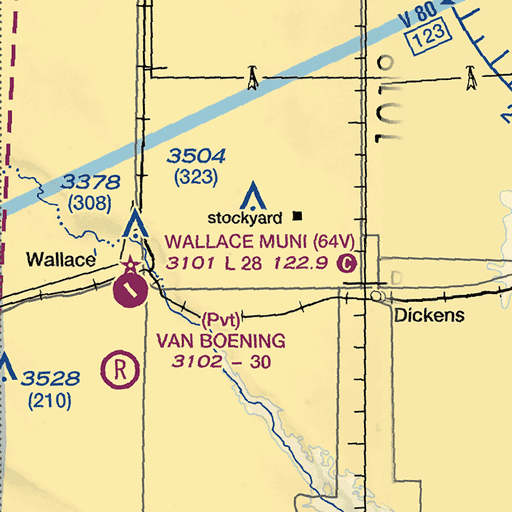 V 80
123
3504
(323)
3378
(308)
stockyard
WALLACE MUNI (64V)
3101 L 28 122.9 C
Wallace
(Pvt)
VAN BOENING
3102 - 30
Dickens
R
3528
(210)